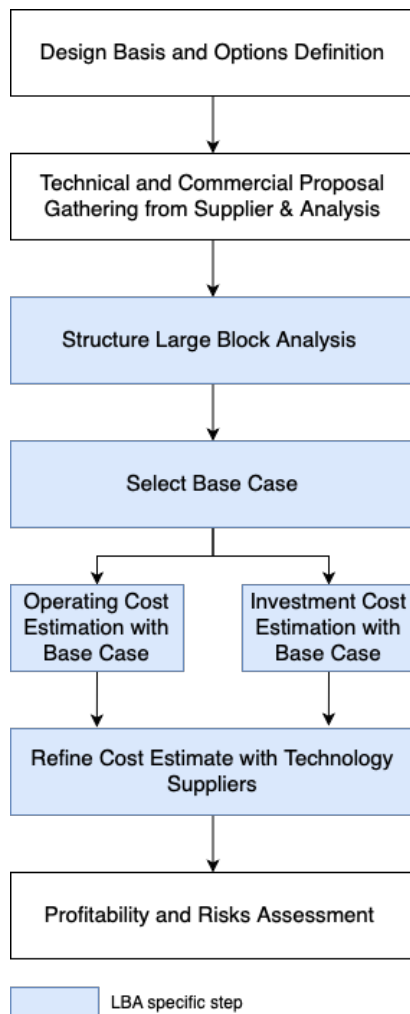 Design Basis and Options Definition
Technical and Commercial Proposal
Gathering from Supplier & Analysis
Structure Large Block Analysis
Select Base Case
Operating Cost
Estimation with
Base Case
Investment Cost
Estimation with
Base Case
Refine Cost Estimate with Technology
Suppliers
Profitability and Risks Assessment
LBA specific step